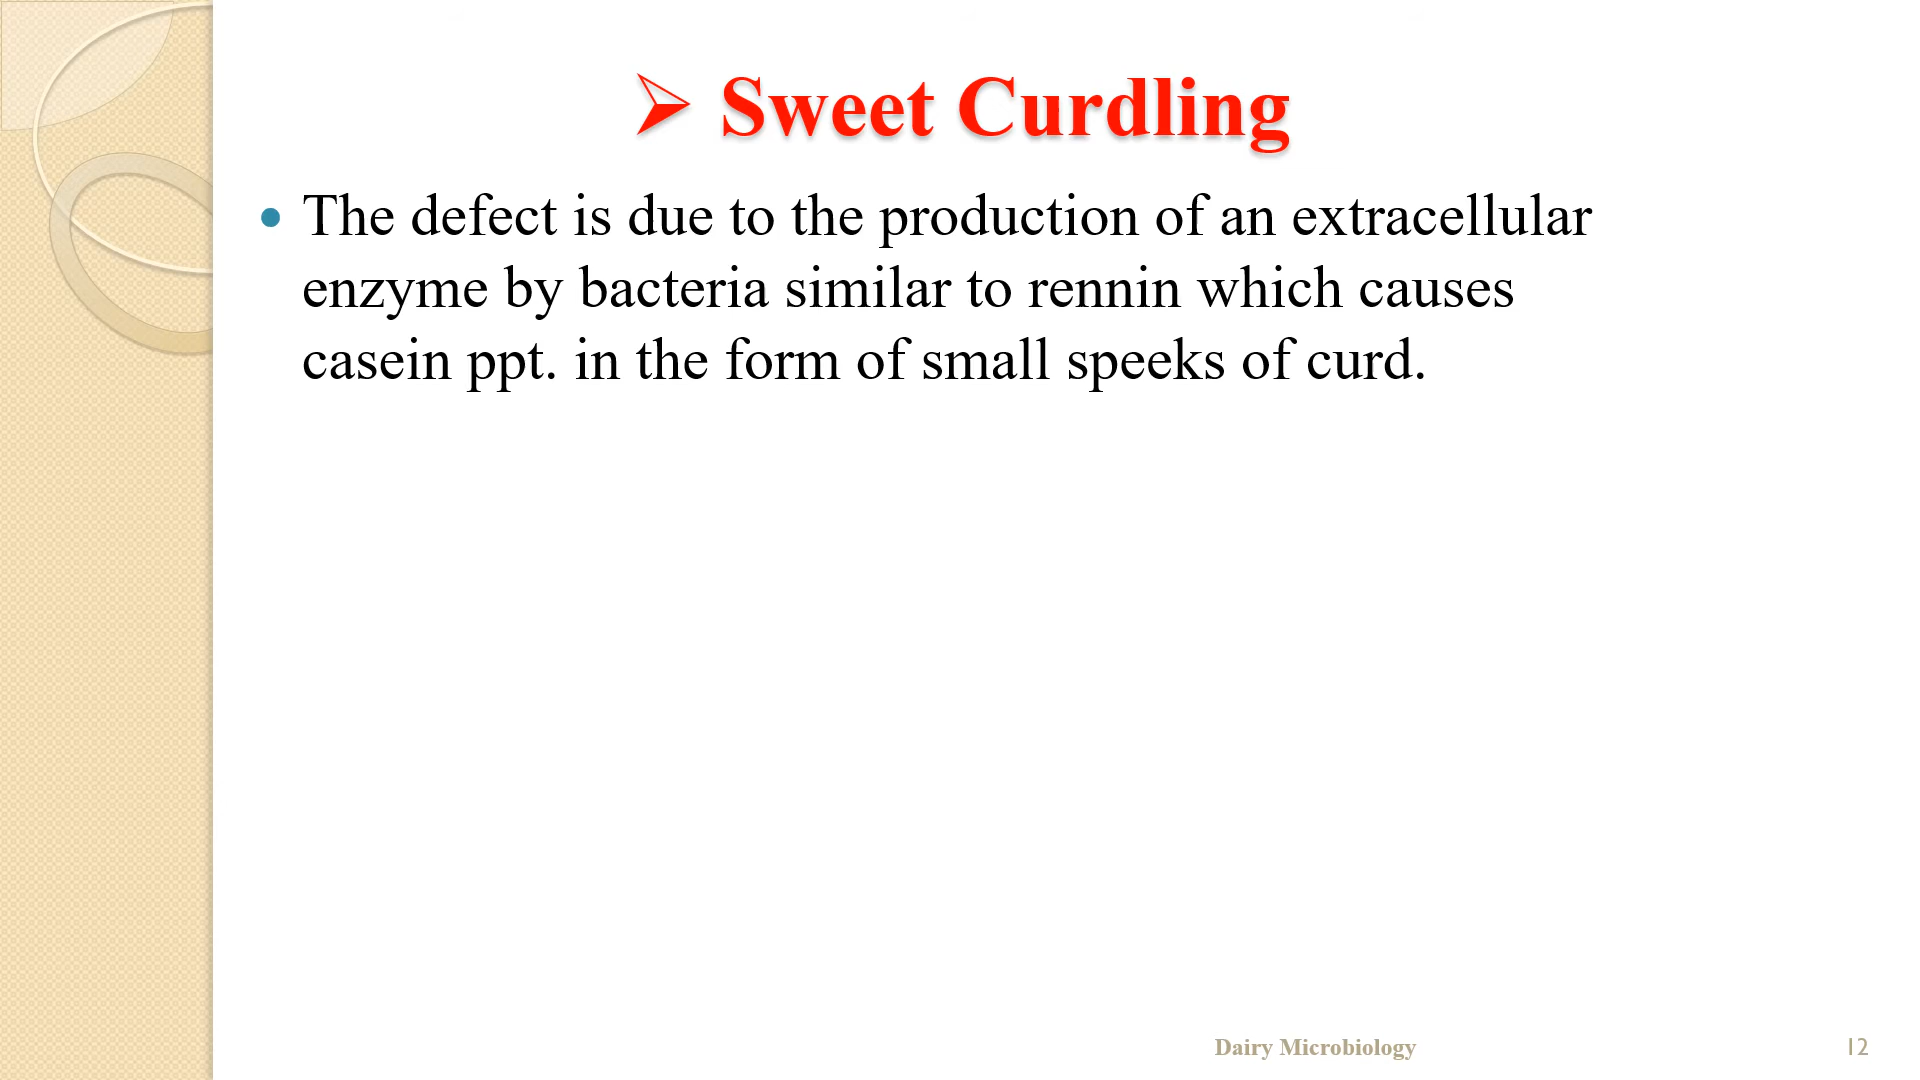 ➢ Sweet Curdling
• The defect is due to the production of an extracellular
enzyme by bacteria similar to rennin which causes
casein ppt. in the form of small speeks of curd.
Dairy Microbiology
12